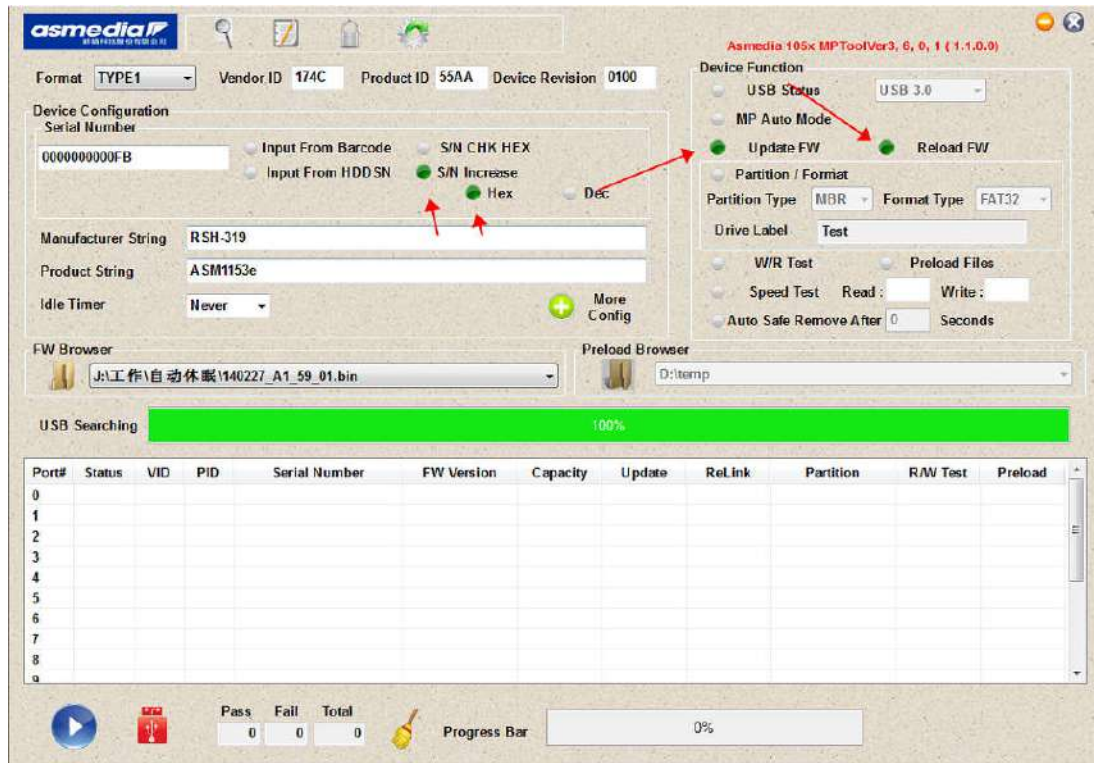 asmedia
Asmedia 105x MPToolVer3, 6, 0, 1 ( 1.1.0.0)
Format TYPE1 Vendor ID 174C Product ID 55AA Device Revision 0100
Device Function
USB Status USB 3.0
MP Auto Mode
Update FW Reload FW
Partition / Format
Partition Type MBR Format Type FAT32
Drive Label Test
W/R Test Preload Files
Speed Test Read : Write :
Auto Safe Remove After 0 Seconds
Device Configuration
Serial Number
0000000000FB
Input From Barcode S/N CHK HEX
Input From HDD SN S/N Increase
Hex Dec
Manufacturer String RSH-319
Product String ASM1153e
Idle Timer Never
More Config
FW Browser
J:\工作\自动休眠\140227_A1_59_01.bin
Preload Browser
D:\temp
USB Searching 100%
Port# Status VID PID Serial Number FW Version Capacity Update ReLink Partition R/W Test Preload
0
1
2
3
4
5
6
7
8
9
Pass Fail Total
0 0 0
Progress Bar 0%